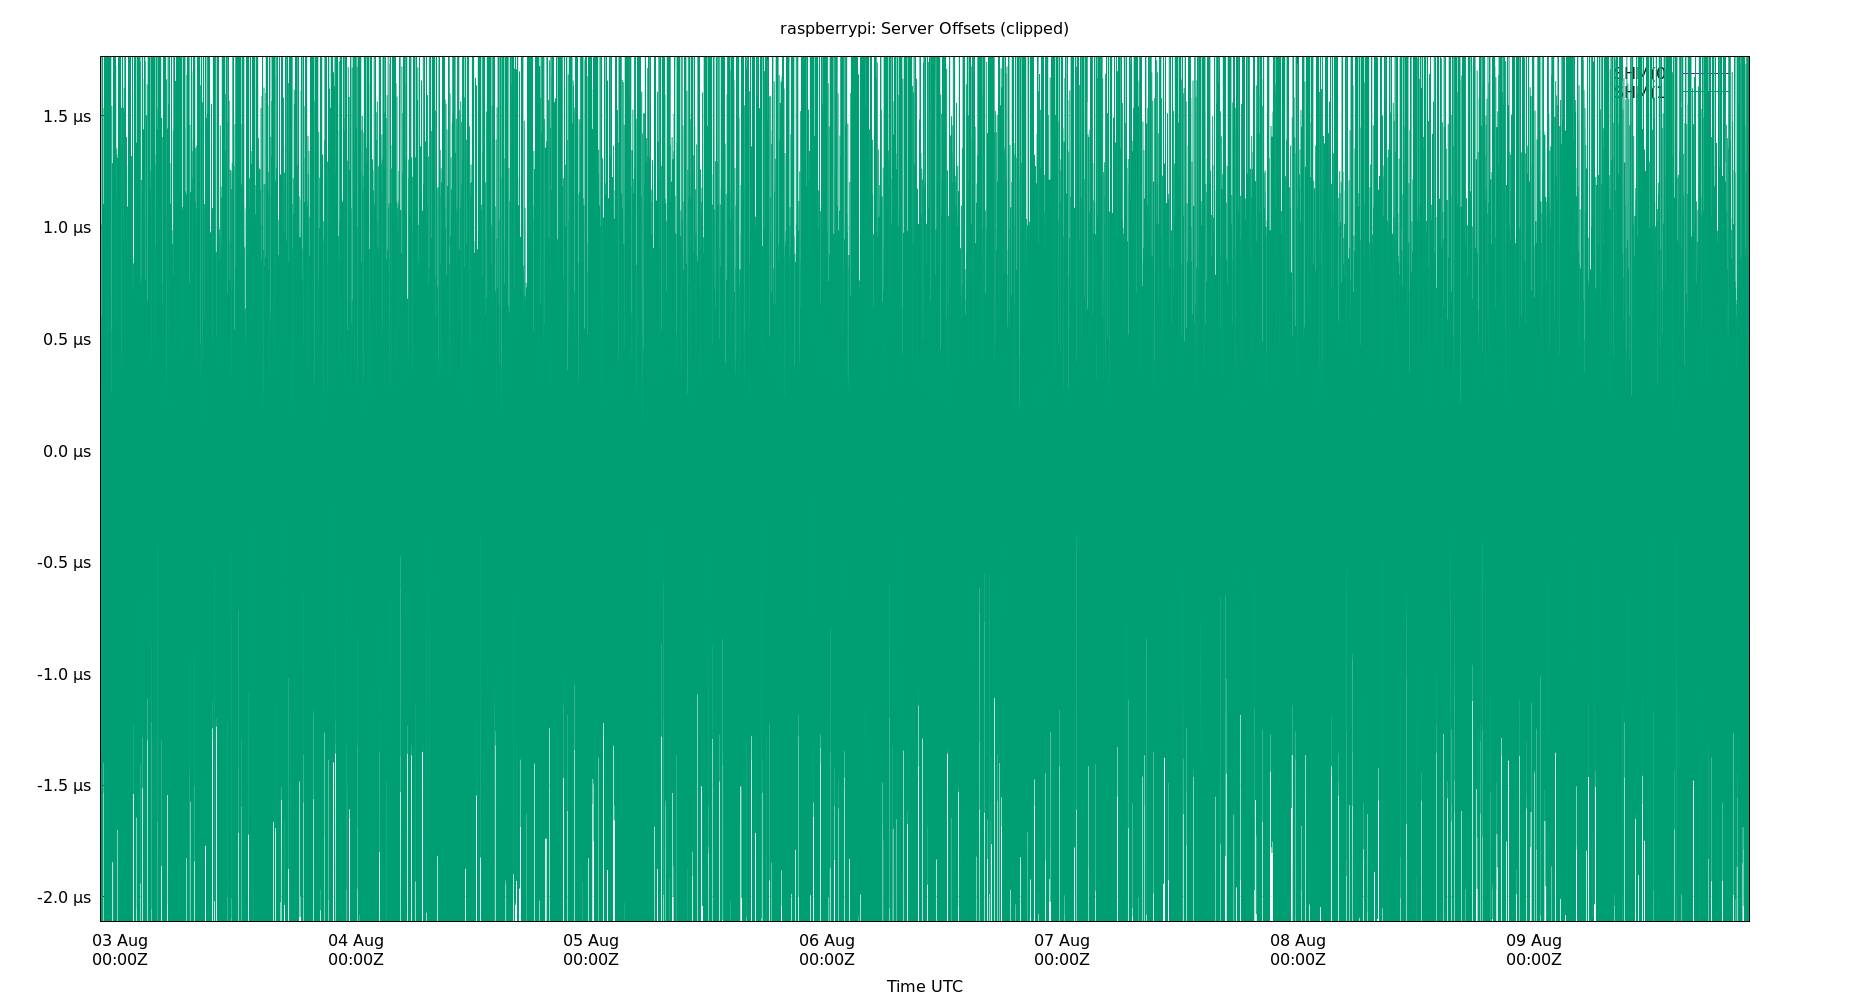 raspberrypi: Server Offsets (clipped)
1.5 µs
1.0 µs
0.5 µs
0.0 µs
-0.5 µs
-1.0 µs
-1.5 µs
-2.0 µs
03 Aug
00:00Z
04 Aug
00:00Z
05 Aug
00:00Z
06 Aug
00:00Z
07 Aug
00:00Z
08 Aug
00:00Z
09 Aug
00:00Z
Time UTC